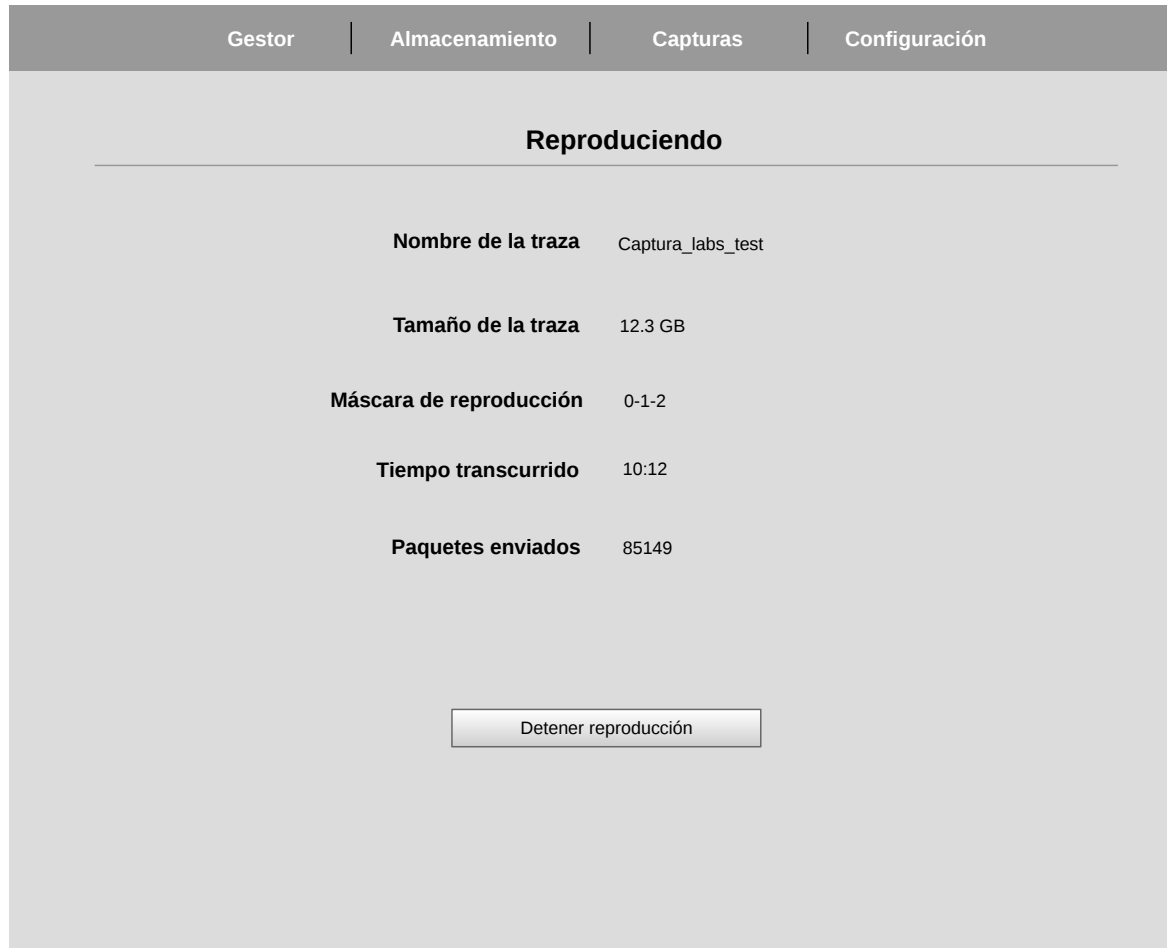 Gestor Almacenamiento Capturas Configuración
Reproduciendo
Nombre de la traza Captura_labs_test
Tamaño de la traza 12.3 GB
Máscara de reproducción 0-1-2
Tiempo transcurrido 10:12
Paquetes enviados 85149
Detener reproducción